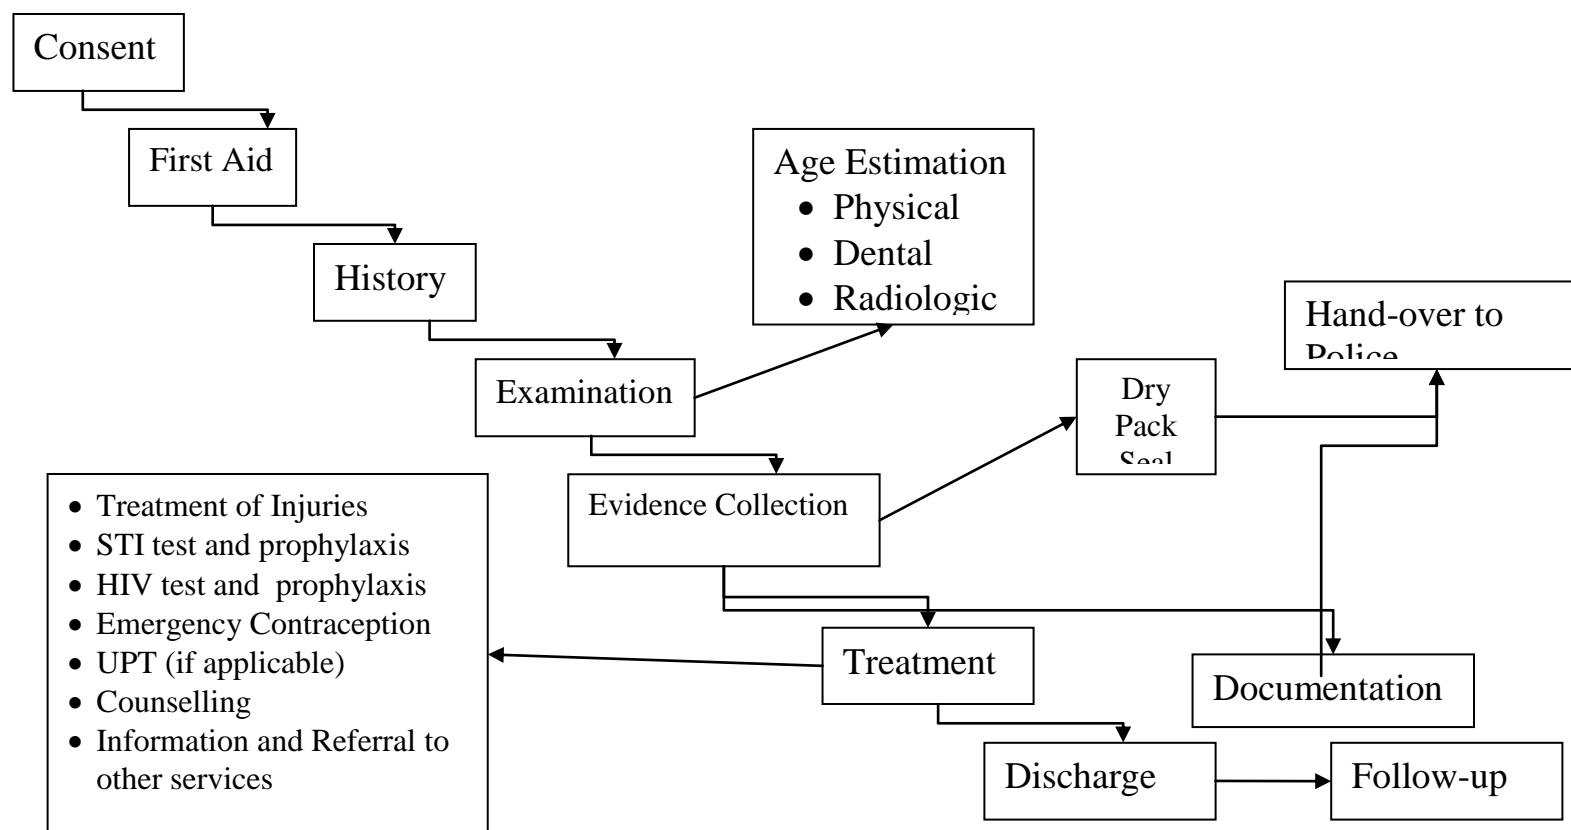 Consent
First Aid
History
Examination
Age Estimation
• Physical
• Dental
• Radiologic
Evidence Collection
Dry
Pack
Seal
Hand-over to
Police
• Treatment of Injuries
• STI test and prophylaxis
• HIV test and  prophylaxis
• Emergency Contraception
• UPT (if applicable)
• Counselling
• Information and Referral to
other services
Treatment
Documentation
Discharge
Follow-up